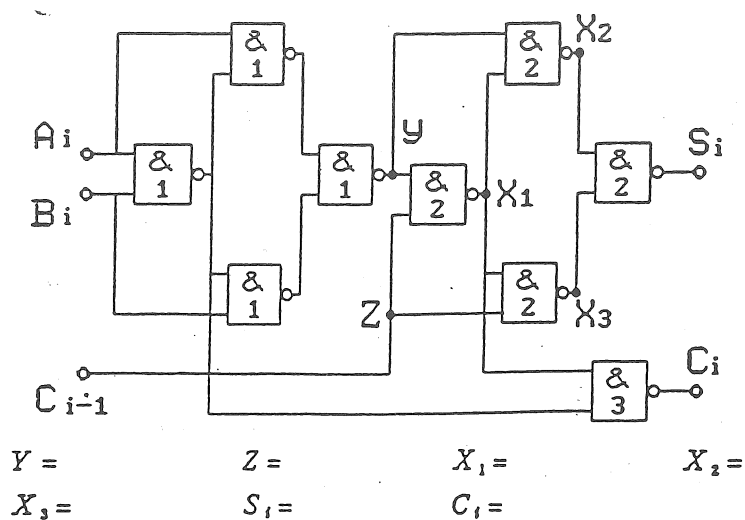 & 1
& 2
X2
Ai
& 1
Y
& 1
& 2
X1
& 2
Si
Bi
& 1
Z
& 2
X3
Ci-1
& 3
Ci
Y = Z = X₁ = X₂ =
X₃ = Sᵢ = Cᵢ =